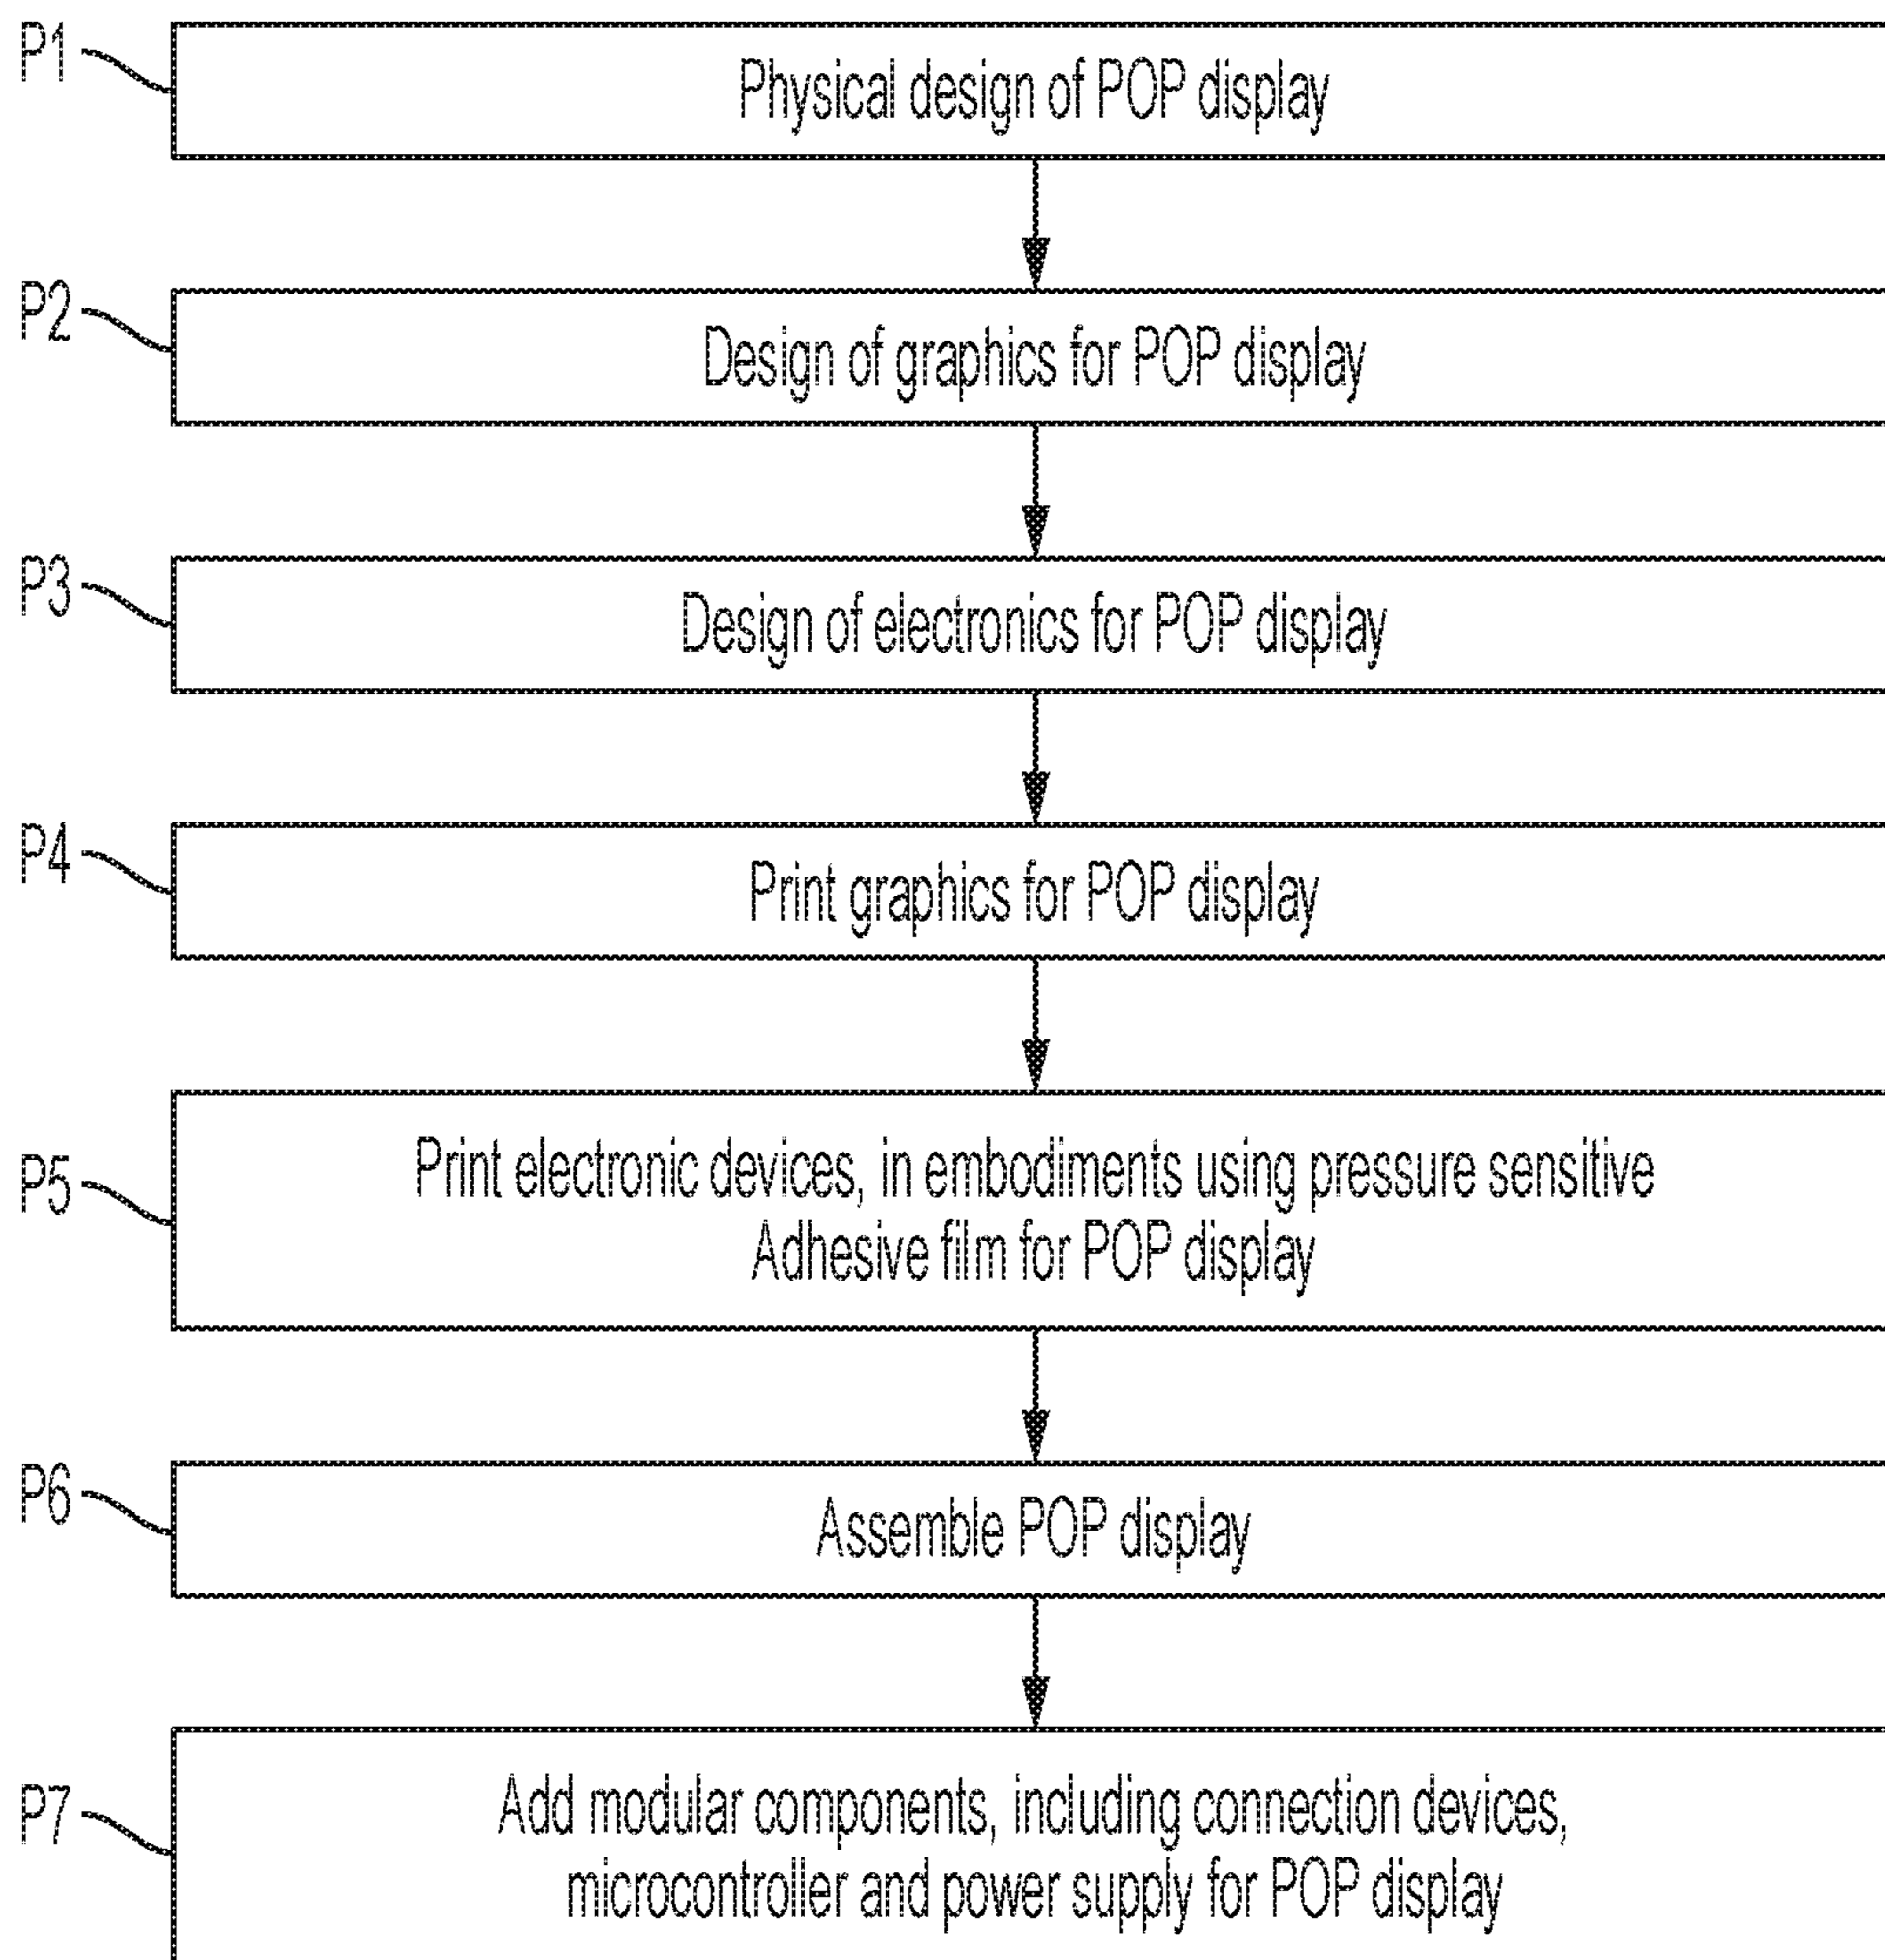 P1
Physical design of POP display
P2
Design of graphics for POP display
P3
Design of electronics for POP display
P4
Print graphics for POP display
P5
Print electronic devices, in embodiments using pressure sensitive
Adhesive film for POP display
P6
Assemble POP display
P7
Add modular components, including connection devices,
microcontroller and power supply for POP display